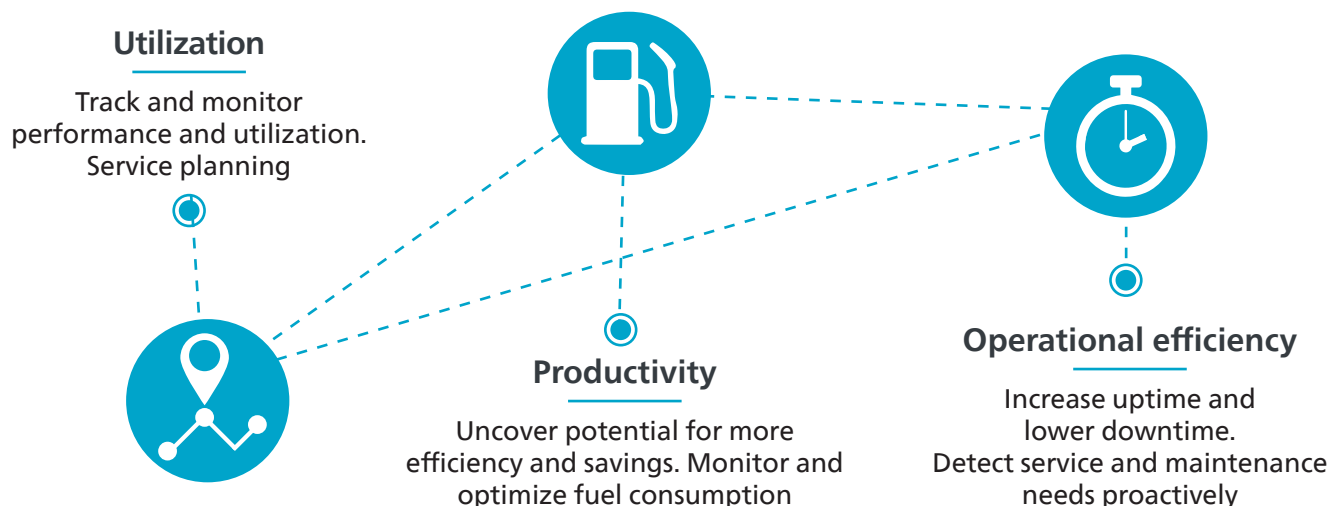 Utilization
Track and monitor
performance and utilization.
Service planning
Productivity
Uncover potential for more
efficiency and savings. Monitor and
optimize fuel consumption
Operational efficiency
Increase uptime and
lower downtime.
Detect service and maintenance
needs proactively